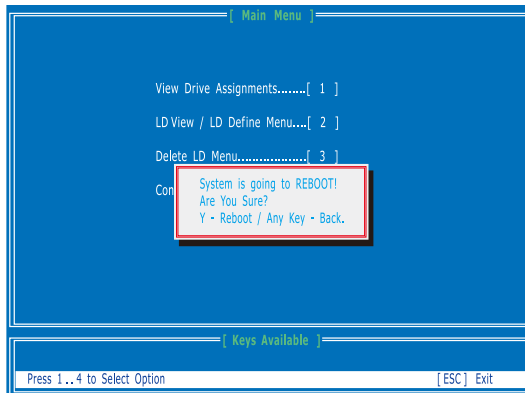 [ Main Menu ]
View Drive Assignments........[ 1 ]
LD View / LD Define Menu....[ 2 ]
Delete LD Menu...................[ 3 ]
Con
System is going to REBOOT!
Are You Sure?
Y - Reboot / Any Key - Back.
[ Keys Available ]
Press 1..4 to Select Option [ESC] Exit